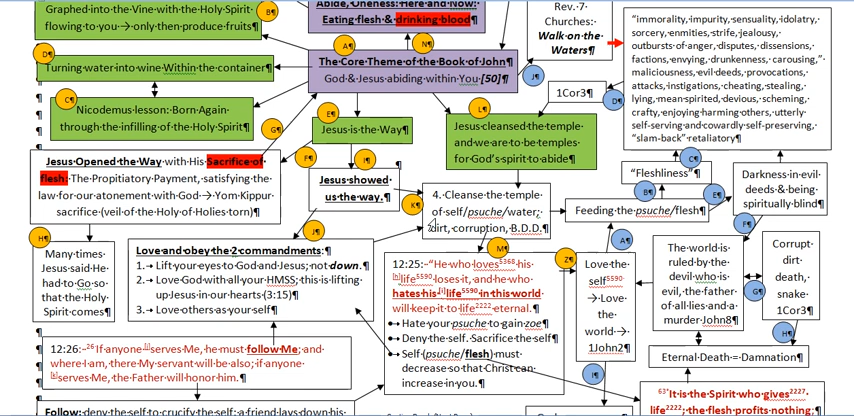 Graphed into the Vine with the Holy Spirit
flowing to you → only then produce fruits
B
Abide, Oneness: Here and Now:
Eating flesh & drinking blood
Rev. 7
Churches:
Walk on the
Waters
"immorality, impurity, sensuality, idolatry,
sorcery, enmities, strife, jealousy,
outbursts of anger, disputes, dissensions,
factions, envying, drunkenness, carousing,"
maliciousness, evil deeds, provocations,
attacks, instigations, cheating, stealing,
lying, mean spirited, devious, scheming,
crafty, enjoying harming others, utterly
self-serving and cowardly self-preserving,
"slam-back" retaliatory
A
N
The Core Theme of the Book of John
God & Jesus abiding within You [50]
D
Turning water into wine Within the container
J
1Cor3
D
C
Nicodemus lesson: Born Again
through the infilling of the Holy Spirit
G
E
Jesus is the Way
L
Jesus cleansed the temple
and we are to be temples
for God's spirit to abide
Jesus Opened the Way with His Sacrifice of
flesh: The Propitiatory Payment, satisfying the
law for our atonement with God → Yom Kippur
sacrifice (veil of the Holy of Holies torn)
F
I
Jesus showed
us the way.
K
4. Cleanse the temple
of self/psuche/water;
dirt, corruption, B.D.D.
C
"Fleshliness"
B
E
Feeding the psuche/flesh
Darkness in evil
deeds & being
spiritually blind
F
H
Many times
Jesus said He
had to Go so
that the Holy
Spirit comes
J
Love and obey the 2 commandments:
1. Lift your eyes to God and Jesus; not down.
2. Love God with all your HMSS; this is lifting
up Jesus in our hearts (3:15)
3. Love others as yourself
M
12:25: "He who loves5368 his
[h]life5590 loses it, and he who
hates his [i]life5590 in this world
will keep it to life2222 eternal.
Hate your psuche to gain zoe
Deny the self. Sacrifice the self
Self (psuche/flesh) must
decrease so that Christ can
increase in you.
Z
A
Love the
self5590
→ Love
the
world →
1John2
I
The world is
ruled by the
devil who is
evil, the father
of all lies and a
murder John8
G
Corrupt
dirt,
death,
snake
1Cor3
H
Eternal Death = Damnation
12:26: 26 If anyone [j]serves Me, he must follow Me; and
where I am, there My servant will be also; if anyone
[k]serves Me, the Father will honor him.
63"It is the Spirit who gives2227
life2222; the flesh profits nothing;
Follow: deny the self to crucify the self; a friend lays down his